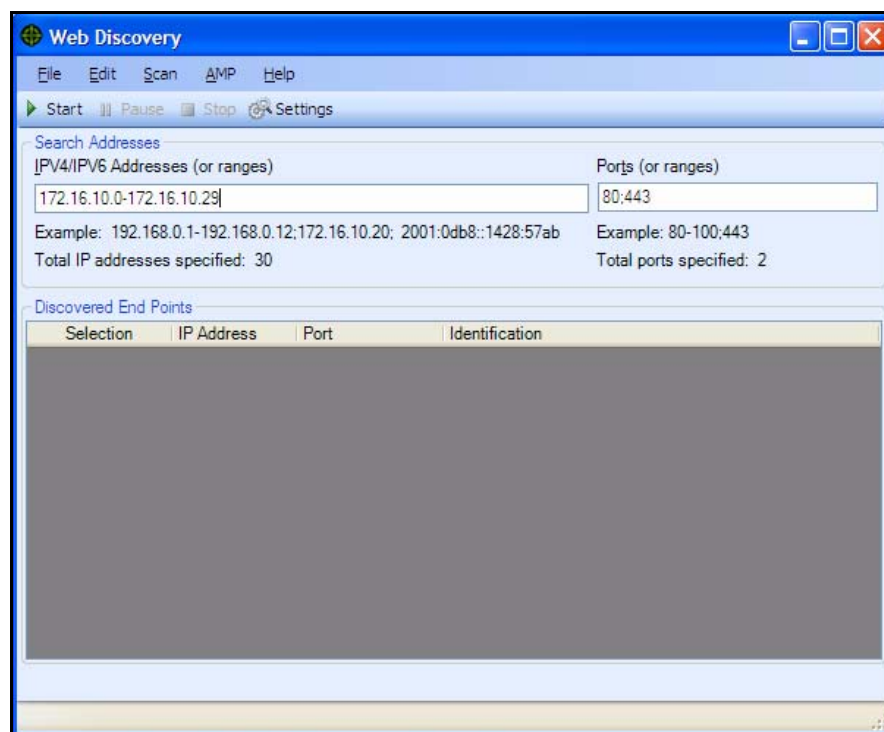 Web Discovery
File Edit Scan AMP Help
Start Pause Stop Settings
Search Addresses
IPV4/IPV6 Addresses (or ranges) Ports (or ranges)
172.16.10.0-172.16.10.29 80;443
Example: 192.168.0.1-192.168.0.12;172.16.10.20; 2001:0db8::1428:57ab Example: 80-100;443
Total IP addresses specified: 30 Total ports specified: 2
Discovered End Points
Selection IP Address Port Identification